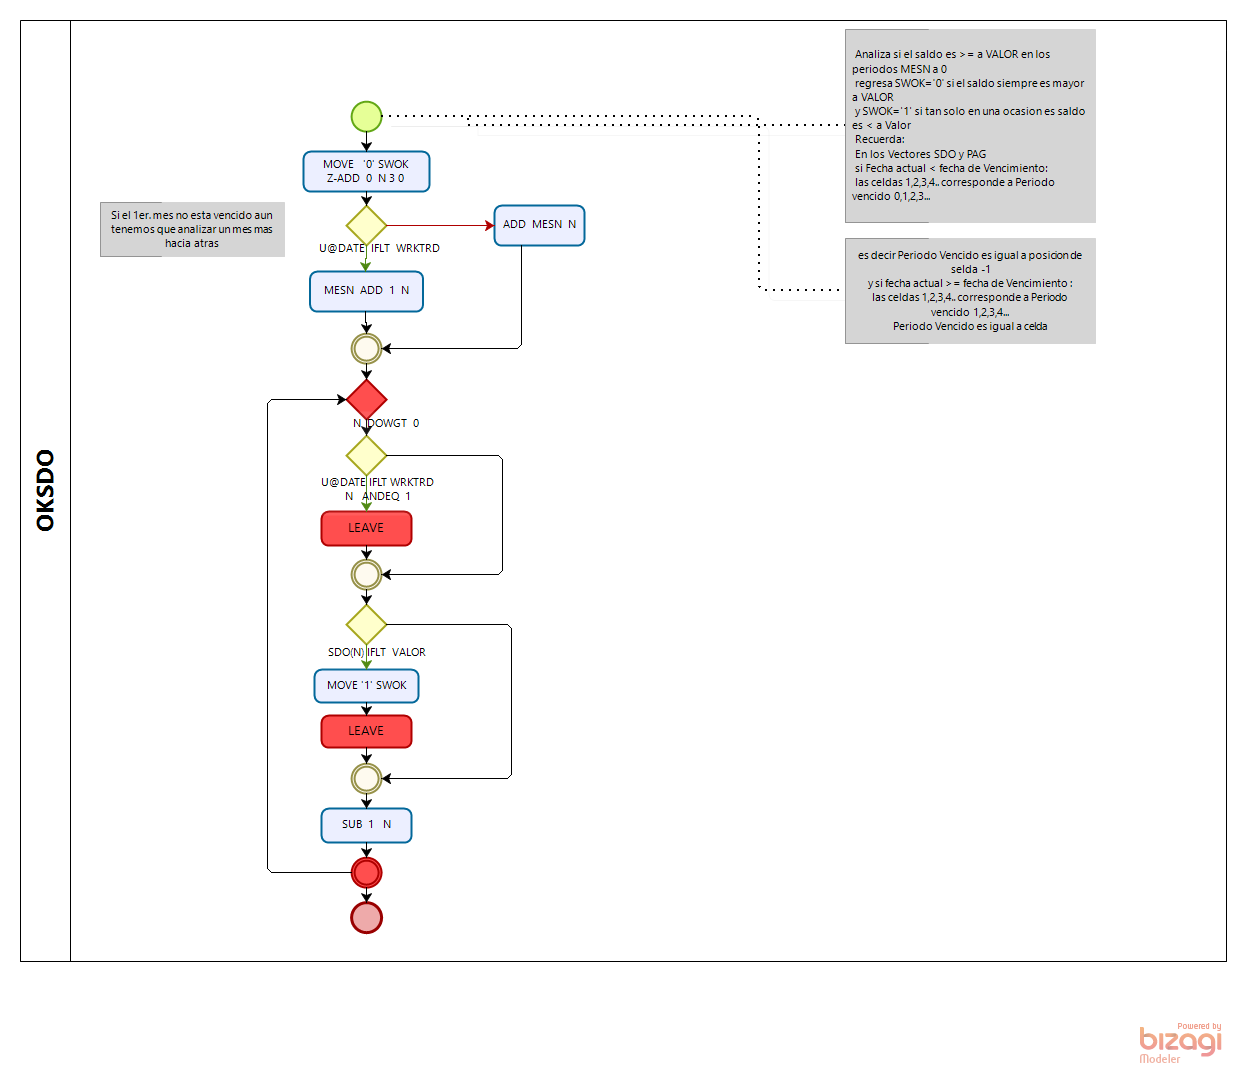 OKSDO
Analiza si el saldo es >= a VALOR en los
periodos MESN a 0
regresa SWOK='0' si el saldo siempre es mayor
a VALOR
y SWOK='1' si tan solo en una ocasion es saldo
es < a Valor
Recuerda:
En los Vectores SDO y PAG
si Fecha actual < fecha de Vencimiento:
las celdas 1,2,3,4.. corresponde a Periodo
vencido 0,1,2,3...
MOVE '0' SWOK
Z-ADD 0 N 3 0
Si el 1er. mes no esta vencido aun
tenemos que analizar un mes mas
hacia atras
ADD MESN N
U@DATE IFLT WRKTRD
es decir Periodo Vencido es igual a posicion de
selda -1
y si fecha actual >= fecha de Vencimiento :
las celdas 1,2,3,4.. corresponde a Periodo
vencido 1,2,3,4...
Periodo Vencido es igual a celda
MESN ADD 1 N
N DOWGT 0
U@DATE IFLT WRKTRD
N ANDEQ 1
LEAVE
SDO(N) IFLT VALOR
MOVE '1' SWOK
LEAVE
SUB 1 N
Powered by
bizagi
Modeler